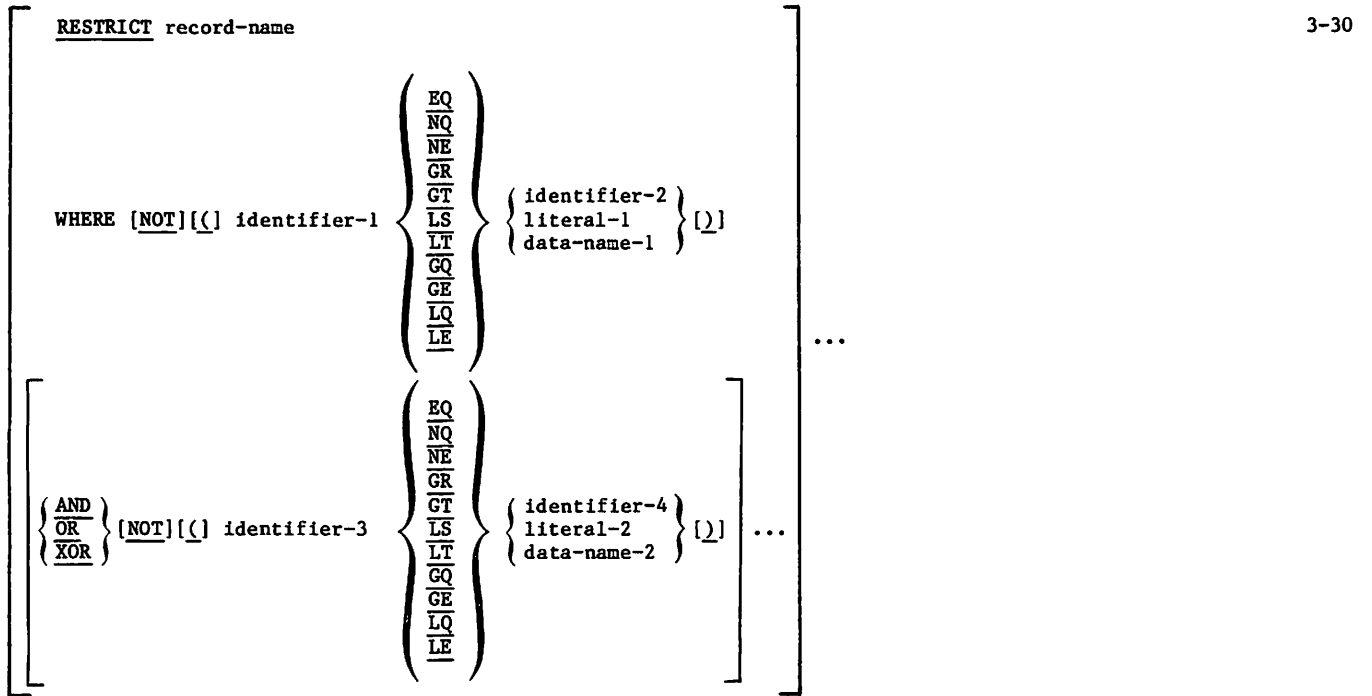 RESTRICT record-name
3-30
EQ
NQ
NE
GR
GT
LS
LT
GQ
GE
LQ
LE
WHERE [NOT][(] identifier-1
identifier-2
literal-1
data-name-1
[)]
...
AND
OR
XOR
[NOT][(] identifier-3
EQ
NQ
NE
GR
GT
LS
LT
GQ
GE
LQ
LE
identifier-4
literal-2
data-name-2
[)]
...